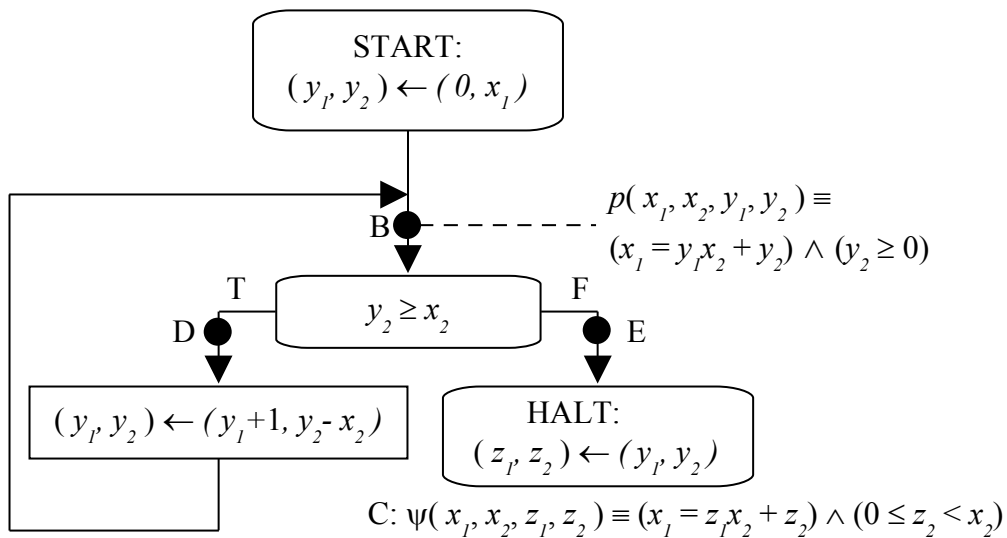 START:
( y₁, y₂ ) ← ( 0, x₁ )
B
p( x₁, x₂, y₁, y₂ ) ≡
(x₁ = y₁x₂ + y₂) ∧ (y₂ ≥ 0)
T
F
y₂ ≥ x₂
D
E
( y₁, y₂ ) ← (y₁+1, y₂- x₂ )
HALT:
( z₁, z₂ ) ← (y₁, y₂ )
C: ψ( x₁, x₂, z₁, z₂ ) ≡ (x₁ = z₁x₂ + z₂) ∧ (0 ≤ z₂ < x₂)